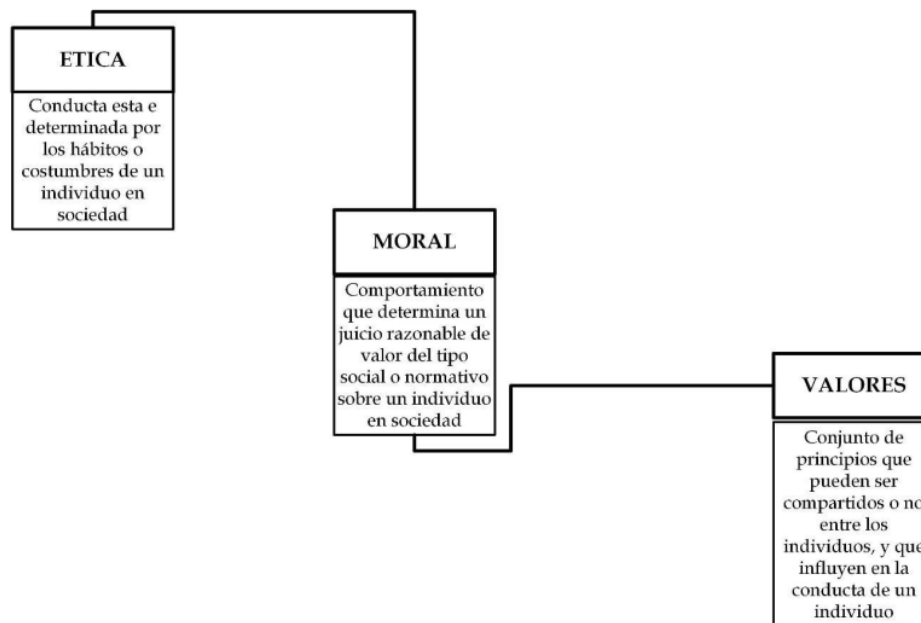 ETICA
Conducta esta e
determinada por
los hábitos o
costumbres de un
individuo en
sociedad
MORAL
Comportamiento
que determina un
juicio razonable de
valor del tipo
social o normativo
sobre un individuo
en sociedad
VALORES
Conjunto de
principios que
pueden ser
compartidos o no
entre los
individuos, y que
influyen en la
conducta de un
individuo